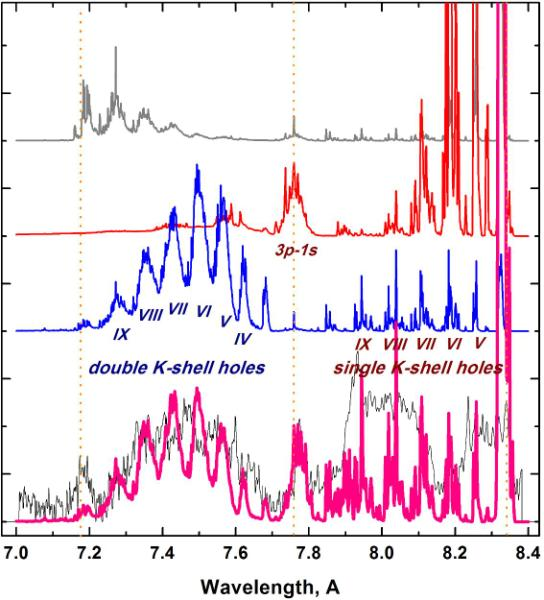 3p-1s
IX VIII VII VI V IV
IX VIII VII VI V
double K-shell holes single K-shell holes
7.0 7.2 7.4 7.6 7.8 8.0 8.2 8.4
Wavelength, A